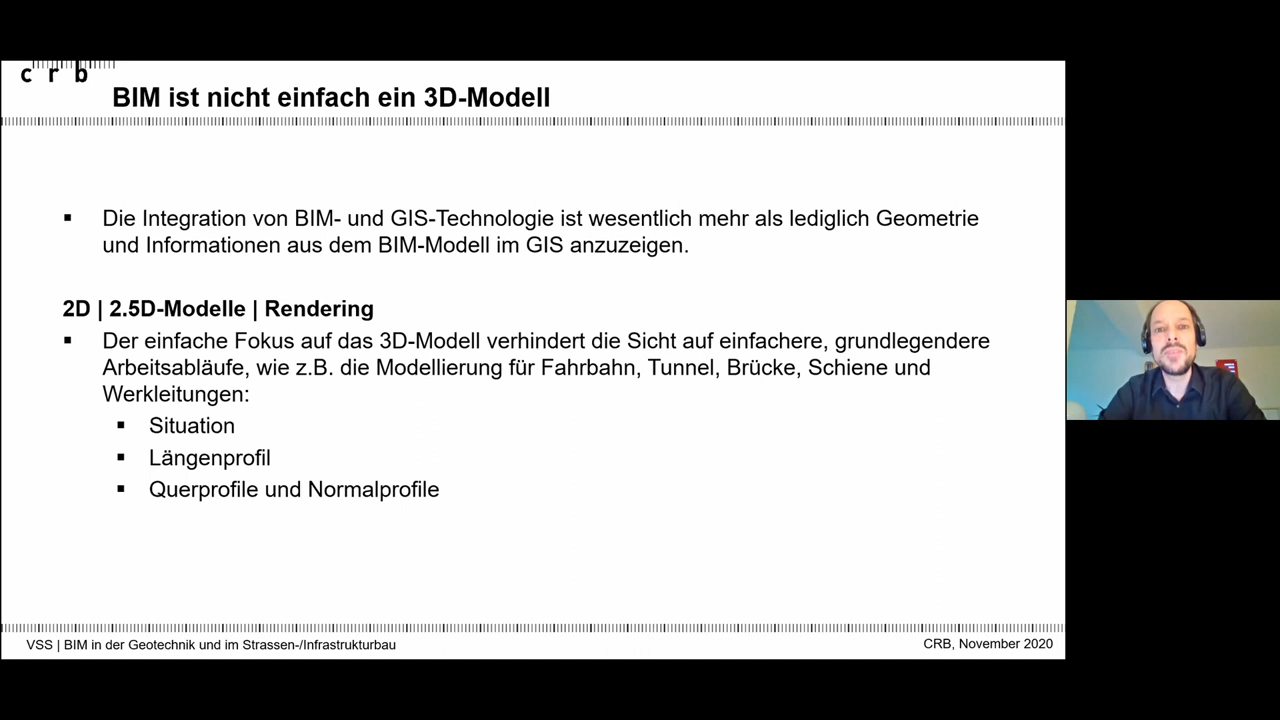 crb
BIM ist nicht einfach ein 3D-Modell
▪ Die Integration von BIM- und GIS-Technologie ist wesentlich mehr als lediglich Geometrie
und Informationen aus dem BIM-Modell im GIS anzuzeigen.
2D | 2.5D-Modelle | Rendering
▪ Der einfache Fokus auf das 3D-Modell verhindert die Sicht auf einfachere, grundlegendere
Arbeitsabläufe, wie z.B. die Modellierung für Fahrbahn, Tunnel, Brücke, Schiene und
Werkleitungen:
▪ Situation
▪ Längenprofil
▪ Querprofile und Normalprofile
VSS | BIM in der Geotechnik und im Strassen-/Infrastrukturbau
CRB, November 2020